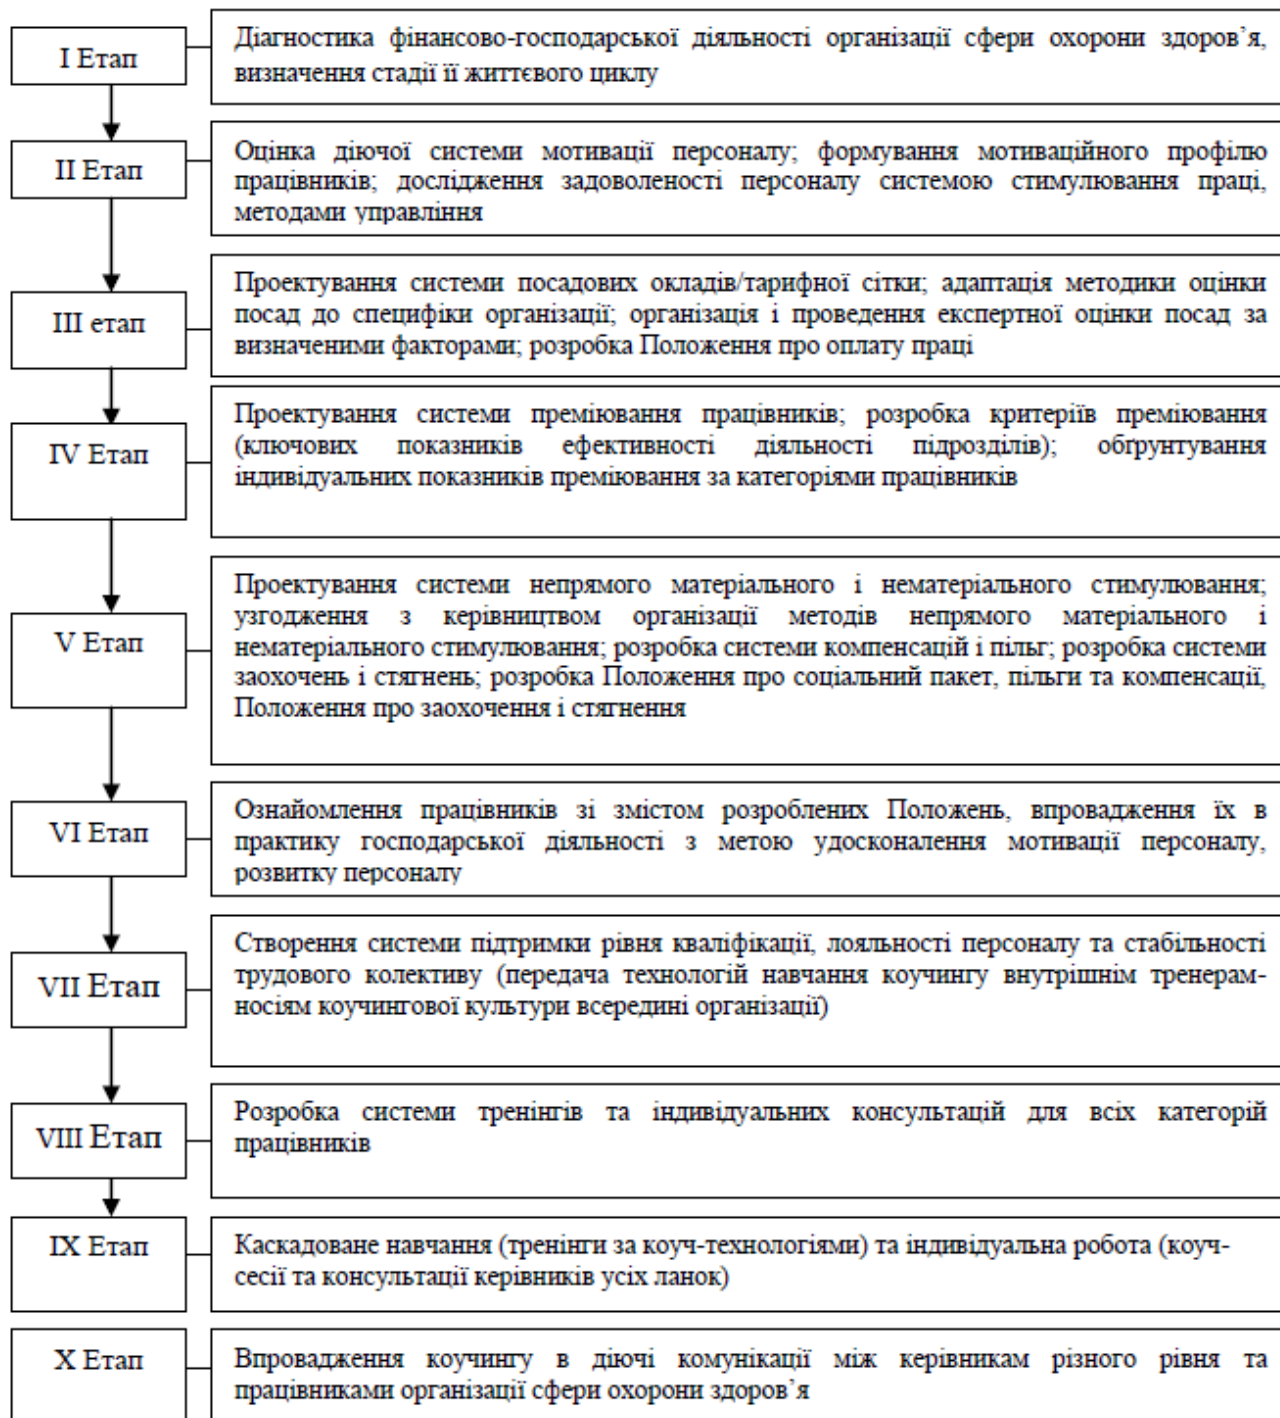 І Етап
Діагностика фінансово-господарської діяльності організації сфери охорони здоров’я,
визначення стадії її життєвого циклу
ІІ Етап
Оцінка діючої системи мотивації персоналу; формування мотиваційного профілю
працівників; дослідження задоволеності персоналу системою стимулювання праці,
методами управління
ІІІ етап
Проектування системи посадових окладів/тарифної сітки; адаптація методики оцінки
посад до специфіки організації; організація і проведення експертної оцінки посад за
визначеними факторами; розробка Положення про оплату праці
IV Етап
Проектування системи преміювання працівників; розробка критеріїв преміювання
(ключових показників ефективності діяльності підрозділів); обґрунтування
індивідуальних показників преміювання за категоріями працівників
V Етап
Проектування системи непрямого матеріального і нематеріального стимулювання;
узгодження з керівництвом організації методів непрямого матеріального і
нематеріального стимулювання; розробка системи компенсацій і пільг; розробка системи
заохочень і стягнень; розробка Положення про соціальний пакет, пільги та компенсації,
Положення про заохочення і стягнення
VI Етап
Ознайомлення працівників зі змістом розроблених Положень, впровадження їх в
практику господарської діяльності з метою удосконалення мотивації персоналу,
розвитку персоналу
VII Етап
Створення системи підтримки рівня кваліфікації, лояльності персоналу та стабільності
трудового колективу (передача технологій навчання коучингу внутрішнім тренерам-
носіям коучингової культури всередині організації)
VIII Етап
Розробка системи тренінгів та індивідуальних консультацій для всіх категорій
працівників
IX Етап
Каскадоване навчання (тренінги за коуч-технологіями) та індивідуальна робота (коуч-
сесії та консультації керівників усіх ланок)
X Етап
Впровадження коучингу в діючі комунікації між керівникам різного рівня та
працівниками організації сфери охорони здоров’я